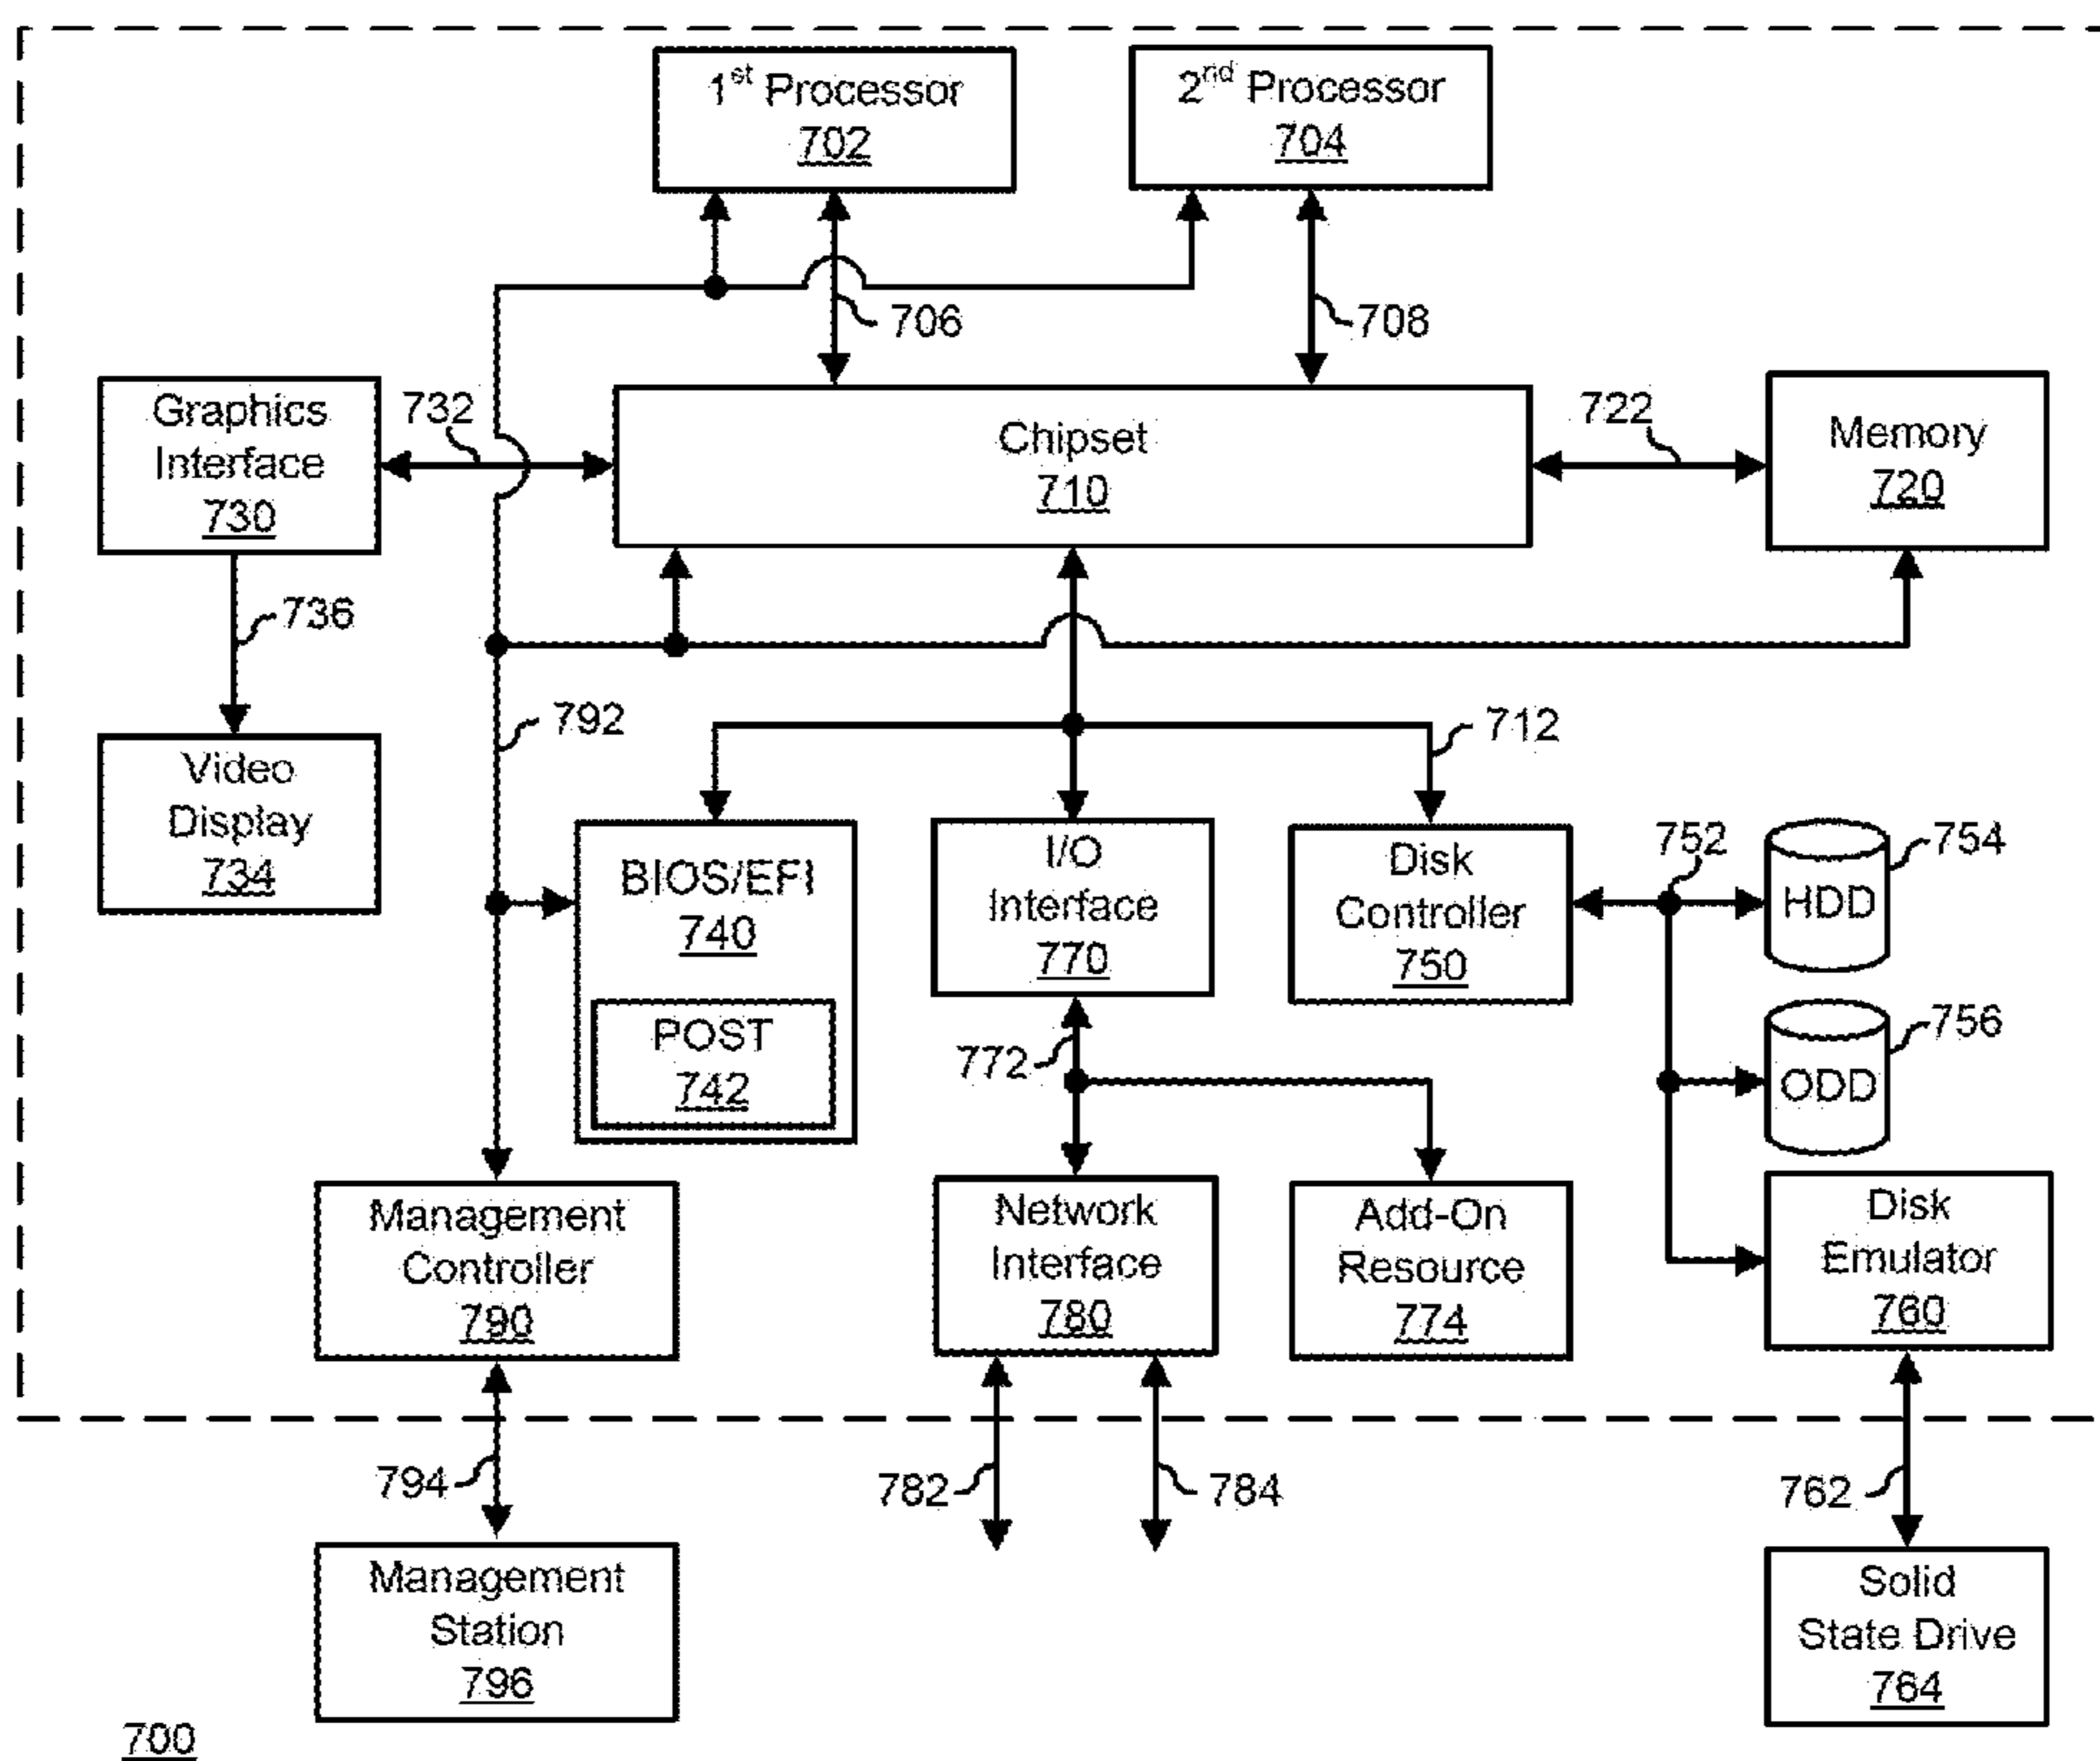 1st Processor
702
2nd Processor
704
706
708
Graphics
Interface
730
732
Chipset
710
722
Memory
720
736
792
712
Video
Display
734
BIOS/EFI
740
POST
742
I/O
Interface
770
Disk
Controller
750
752
HDD
754
ODD
756
772
Management
Controller
790
Network
Interface
780
Add-On
Resource
774
Disk
Emulator
760
794
782
784
762
Management
Station
796
Solid
State Drive
764
700